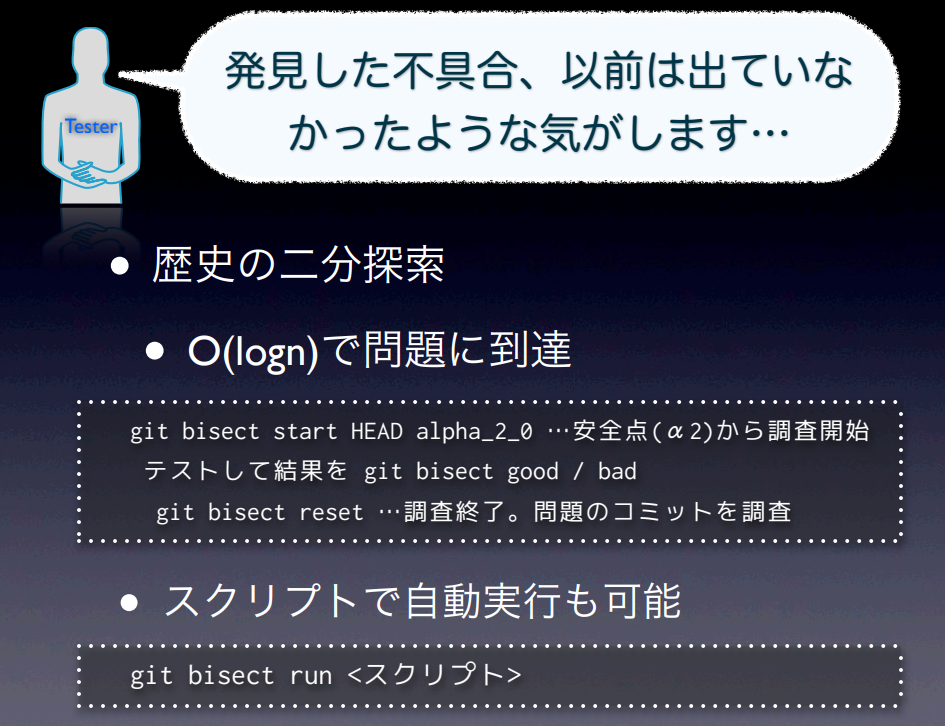 発見した不具合、以前は出ていな
かったような気がします…
Tester
• 歴史の二分探索
• O(logn)で問題に到達
git bisect start HEAD alpha_2_0 …安全点(α2)から調査開始
テストして結果を git bisect good / bad
git bisect reset …調査終了。問題のコミットを調査
• スクリプトで自動実行も可能
git bisect run <スクリプト>